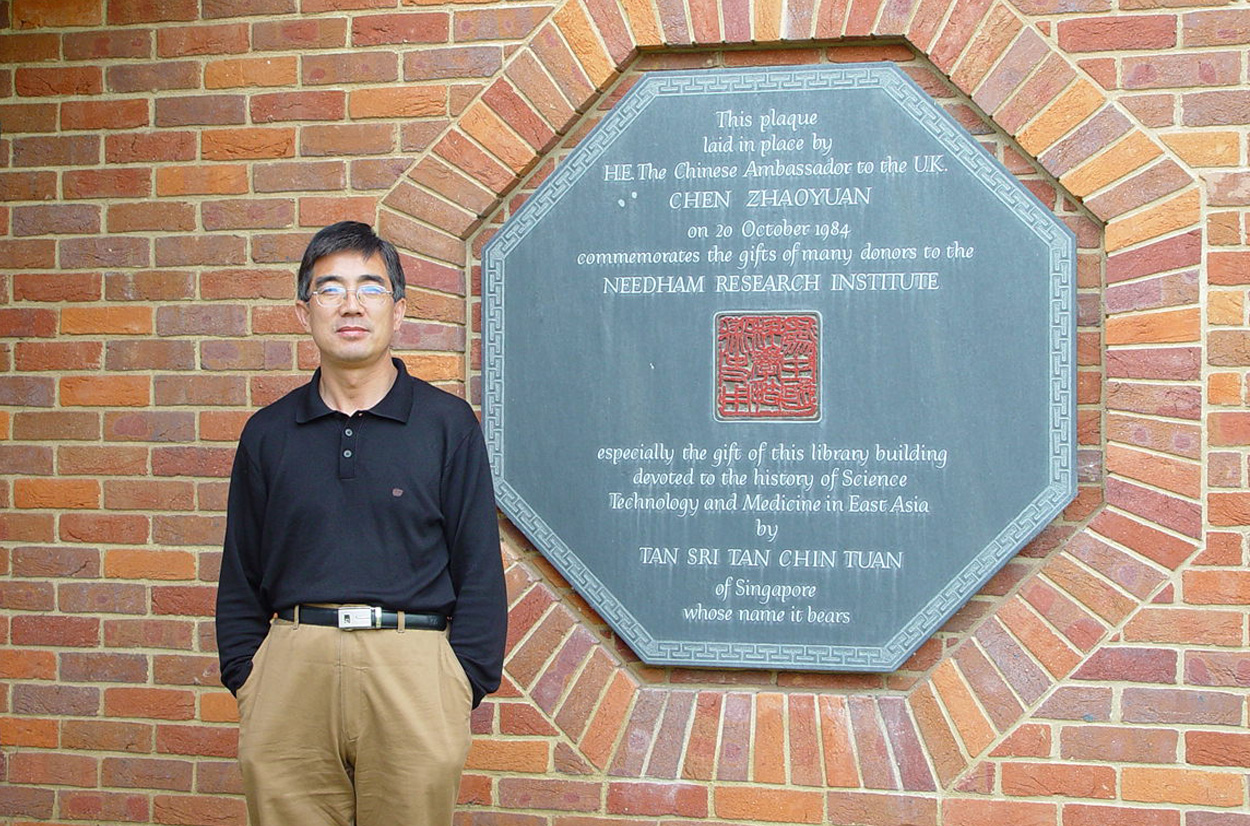 This plaque
laid in place by
H.E. The Chinese Ambassador to the U.K.
CHEN ZHAOYUAN
on 20 October 1984
commemorates the gifts of many donors to the
NEEDHAM RESEARCH INSTITUTE
especially the gift of this library building
devoted to the history of Science
Technology and Medicine in East Asia
by
TAN SRI TAN CHIN TUAN
of Singapore
whose name it bears